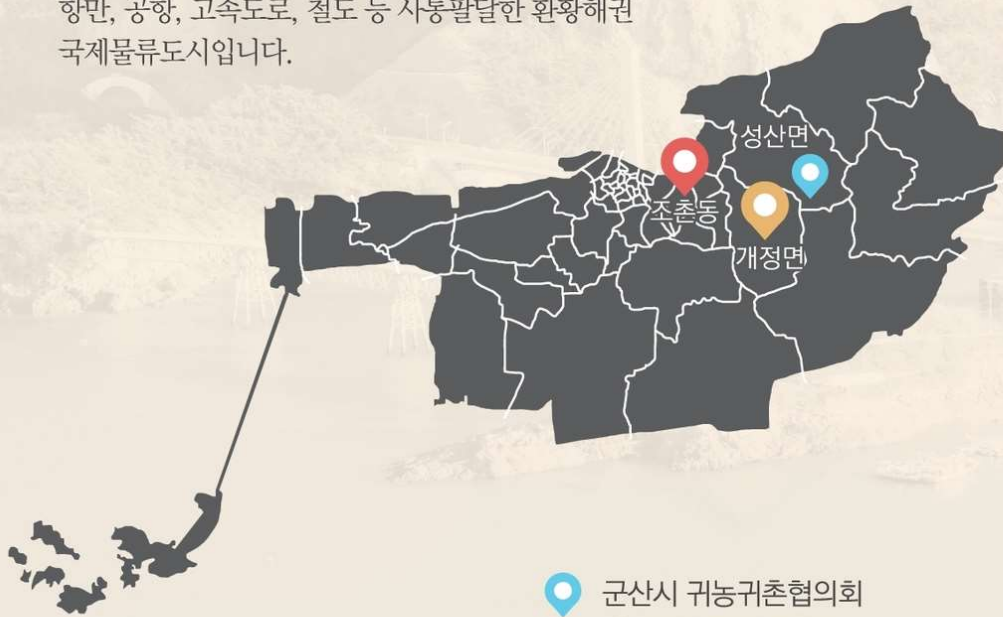 항만, 공항, 고속도로, 철도 등 사통팔달한 환황해권
국제물류도시입니다.
성산면
조촌동
개정면
군산시 귀농귀촌협의회